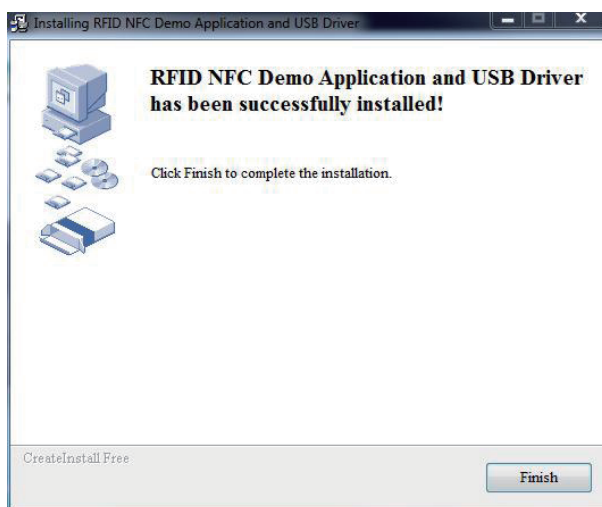 Installing RFID NFC Demo Application and USB Driver
RFID NFC Demo Application and USB Driver
has been successfully installed!
Click Finish to complete the installation.
CreateInstall Free
Finish